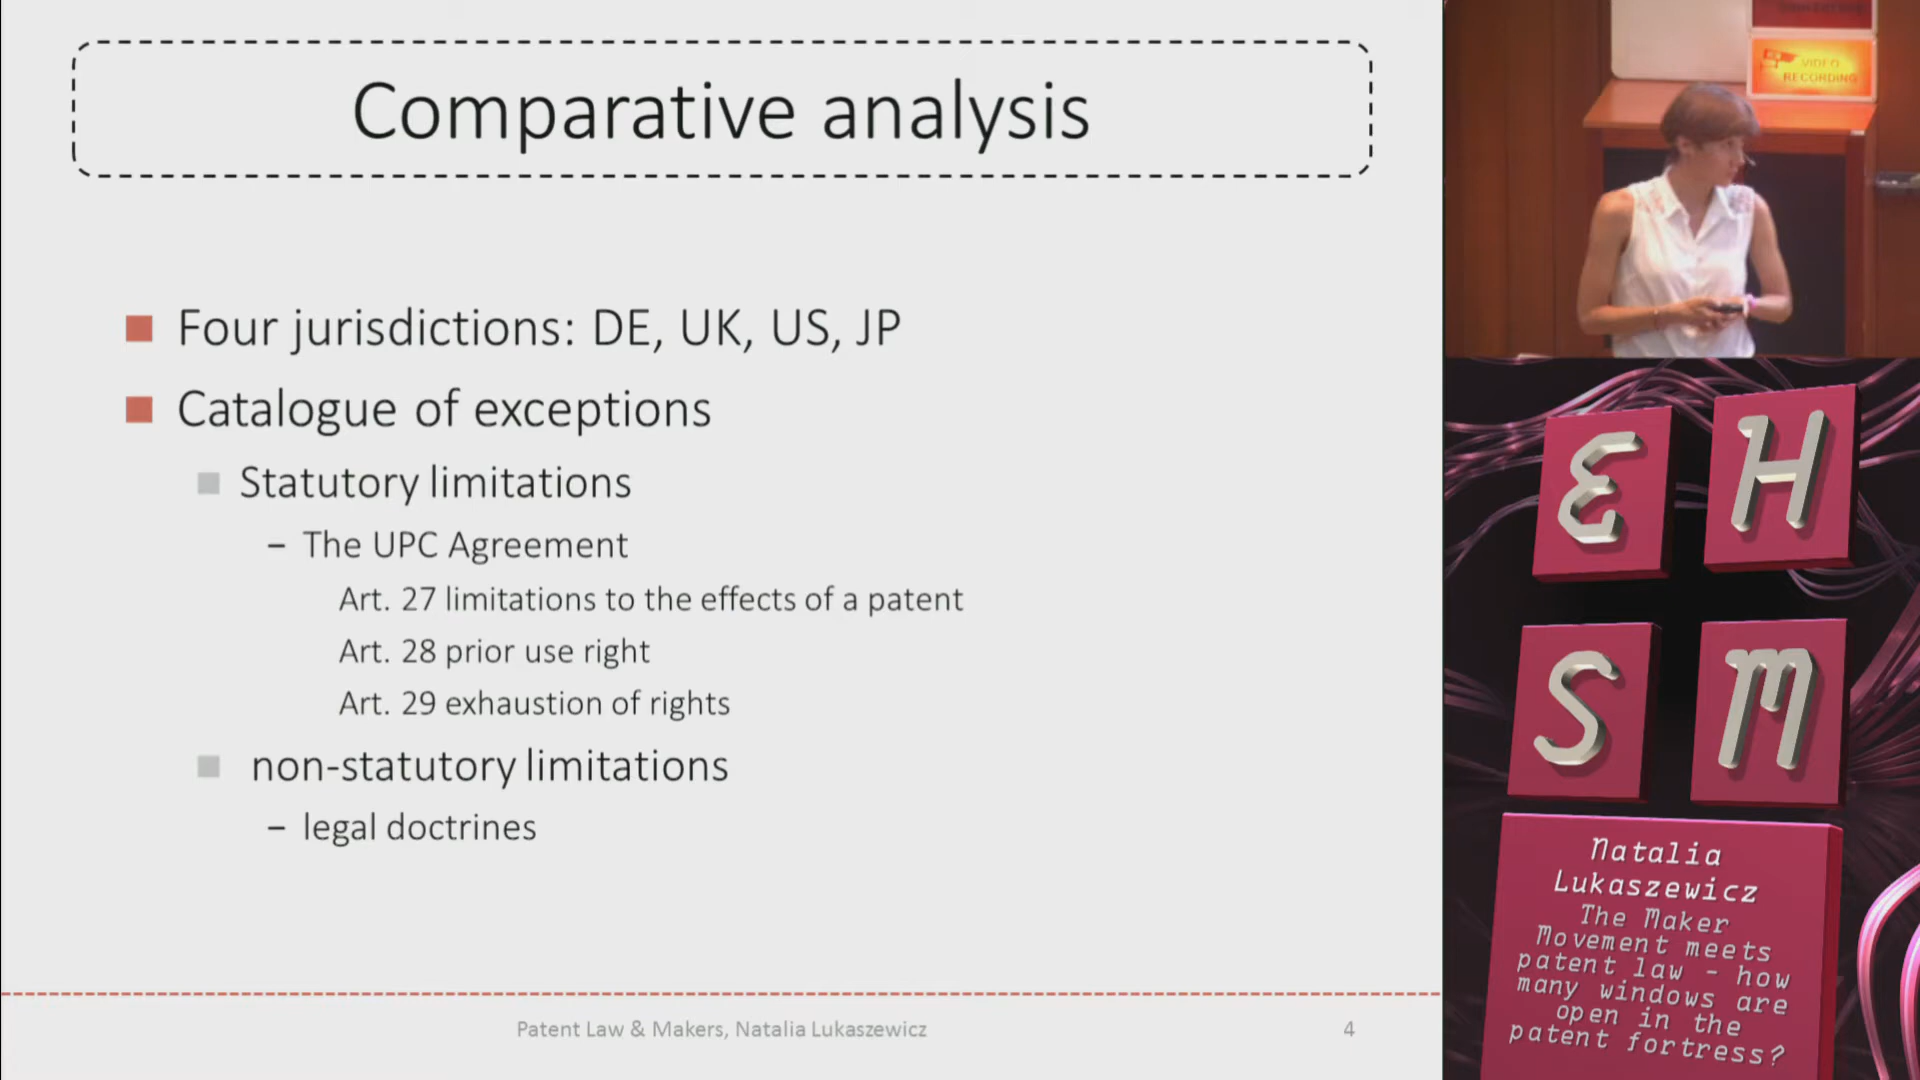 Comparative analysis
Four jurisdictions: DE, UK, US, JP
Catalogue of exceptions
Statutory limitations
– The UPC Agreement
Art. 27 limitations to the effects of a patent
Art. 28 prior use right
Art. 29 exhaustion of rights
non-statutory limitations
– legal doctrines
Patent Law & Makers, Natalia Lukaszewicz
4
VIDEO
RECORDING
E H
S M
Natalia
Lukaszewicz
The Maker
Movement meets
patent law - how
many windows are
open in the
patent fortress?